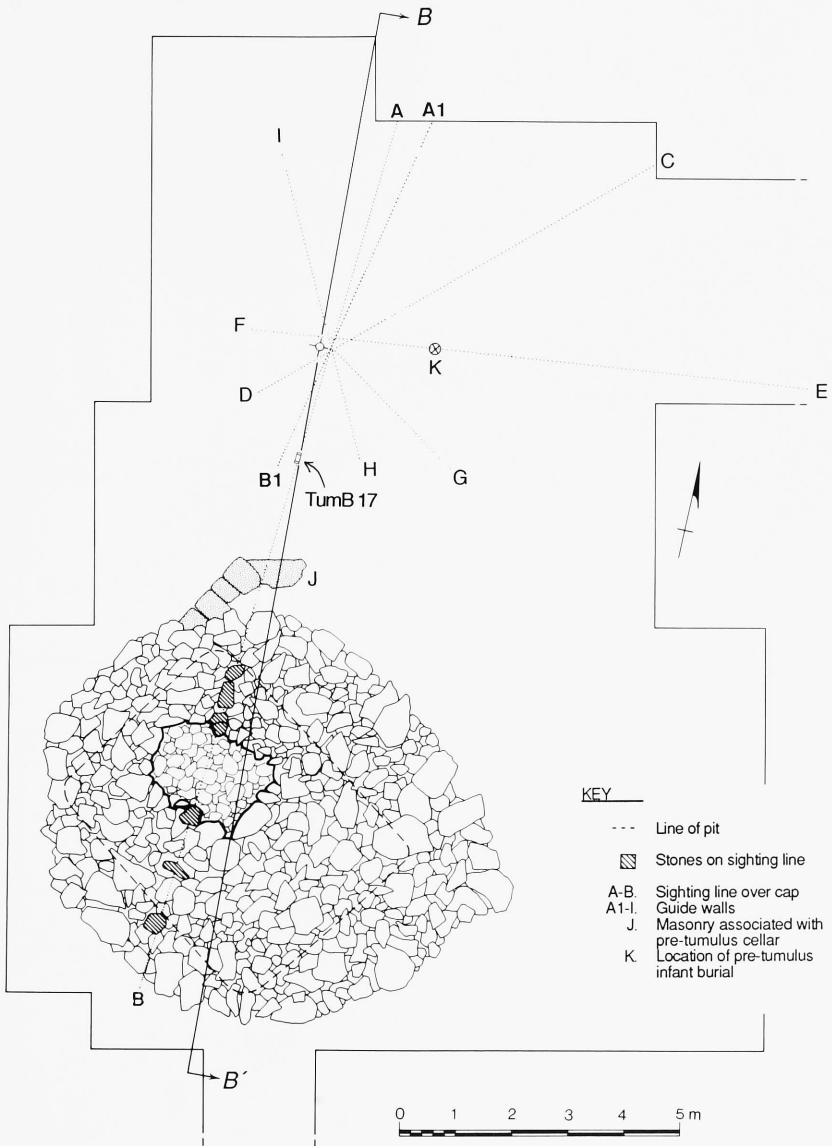 B
A A1
I
C
F
K
D
E
B1
H
G
TumB 17
J
KEY
Line of pit
Stones on sighting line
A-B. Sighting line over cap
A1-I. Guide walls
J. Masonry associated with
pre-tumulus cellar
K. Location of pre-tumulus
infant burial
B
B´
0 1 2 3 4 5 m